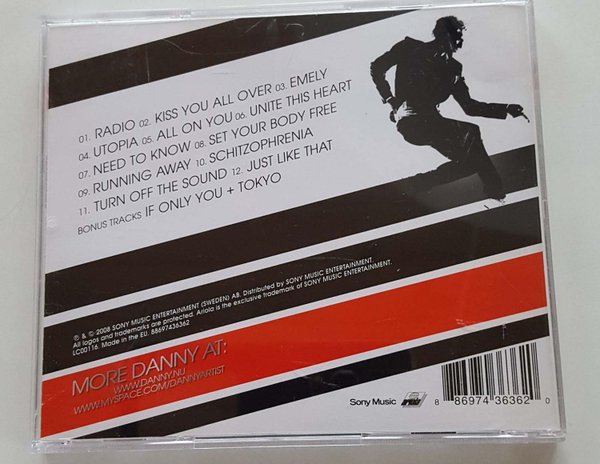 01. RADIO 02. KISS YOU ALL OVER 03. EMELY
04. UTOPIA 05. ALL ON YOU 06. UNITE THIS HEART
07. NEED TO KNOW 08. SET YOUR BODY FREE
09. RUNNING AWAY 10. SCHITZOPHRENIA
11. TURN OFF THE SOUND 12. JUST LIKE THAT
BONUS TRACKS IF ONLY YOU + TOKYO
℗ & © 2008 SONY MUSIC ENTERTAINMENT (SWEDEN) AB. Distributed by SONY MUSIC ENTERTAINMENT.
All logos and trademarks are protected. Ariola is the exclusive trademark of SONY MUSIC ENTERTAINMENT.
LC00116. Made in the EU. 88697436362
MORE DANNY AT:
WWW.DANNY.NU
WWW.MYSPACE.COM/DANNYARTIST
Sony Music
8 86974 36362 0